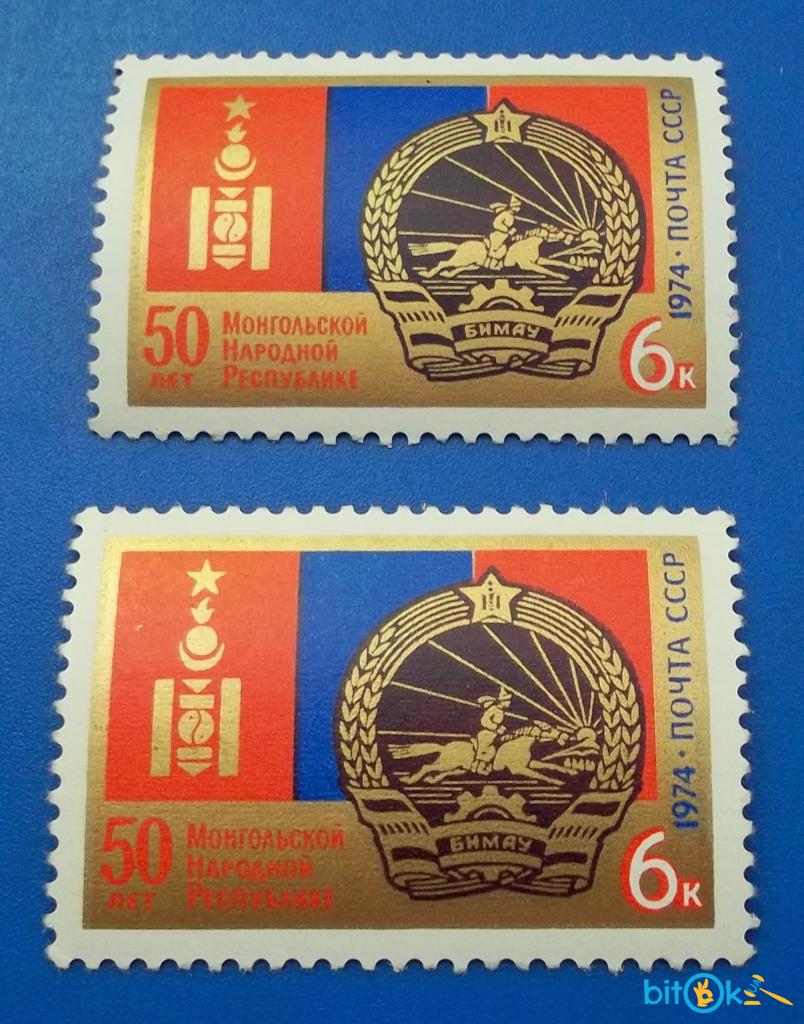 1974 · ПОЧТА СССР
50 ЛЕТ
МОНГОЛЬСКОЙ
НАРОДНОЙ
РЕСПУБЛИКЕ
БНМАУ
6к
1974 · ПОЧТА СССР
50 ЛЕТ
МОНГОЛЬСКОЙ
НАРОДНОЙ
РЕСПУБЛИКЕ
БНМАУ
6к
bitok.ua